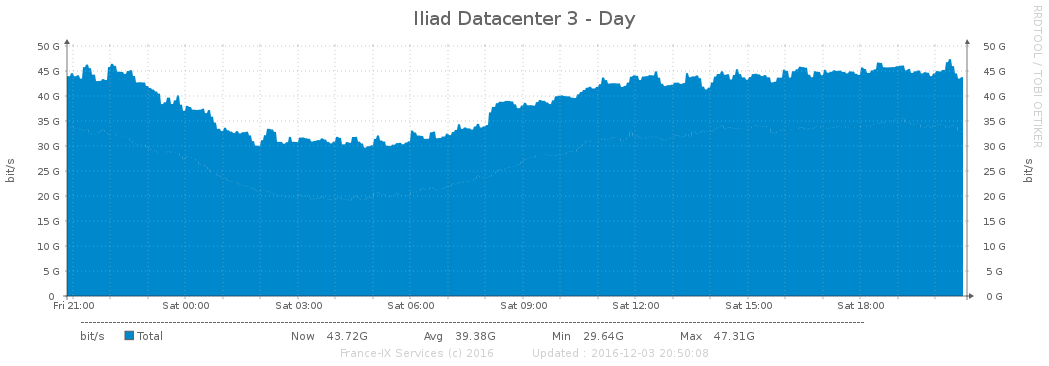 Iliad Datacenter 3 - Day
RRDTOOL / TOBI OETIKER
50 G 50 G
45 G 45 G
40 G 40 G
35 G 35 G
30 G 30 G
25 G 25 G
20 G 20 G
15 G 15 G
10 G 10 G
5 G 5 G
0 0 G
bit/s bit/s
Fri 21:00 Sat 00:00 Sat 03:00 Sat 06:00 Sat 09:00 Sat 12:00 Sat 15:00 Sat 18:00
bit/s Total Now 43.72G Avg 39.38G Min 29.64G Max 47.31G
France-IX Services (c) 2016 Updated : 2016-12-03 20:50:08